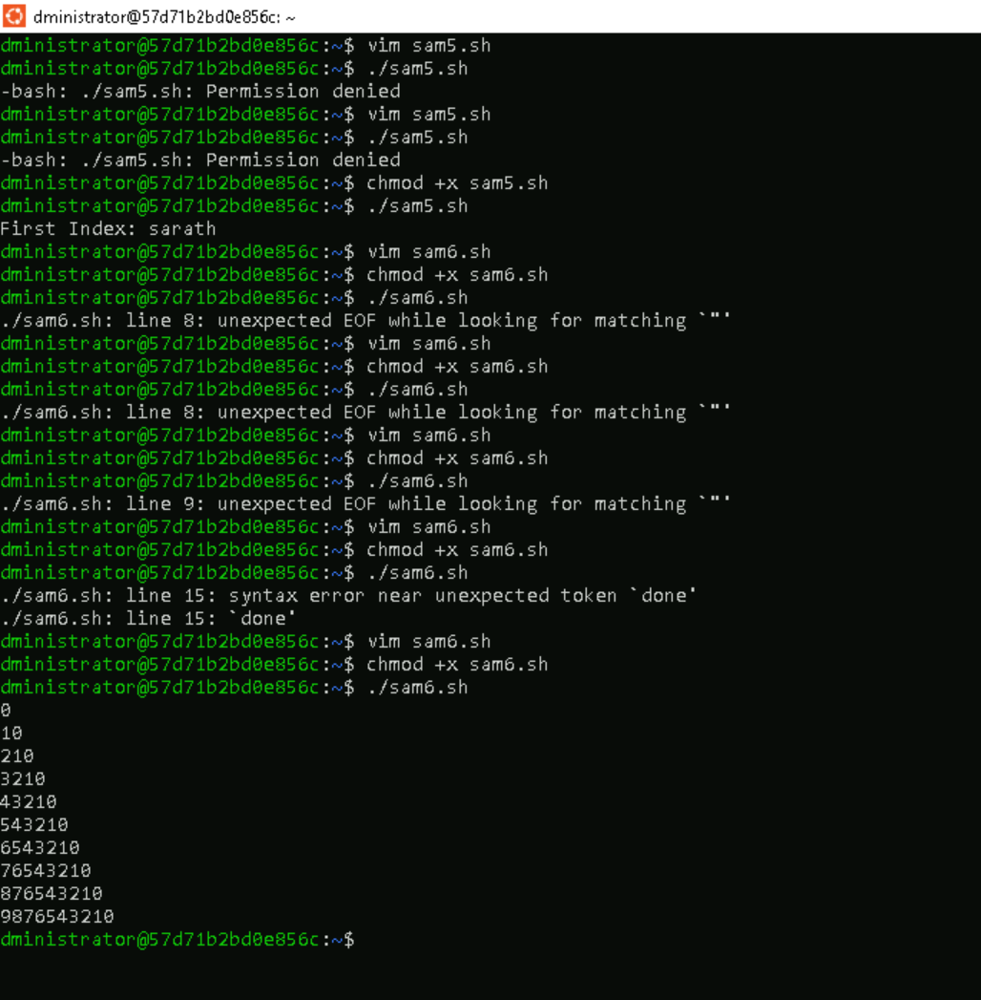 dministrator@57d71b2bd0e856c: ~
dministrator@57d71b2bd0e856c:~$ vim sam5.sh
dministrator@57d71b2bd0e856c:~$ ./sam5.sh
-bash: ./sam5.sh: Permission denied
dministrator@57d71b2bd0e856c:~$ vim sam5.sh
dministrator@57d71b2bd0e856c:~$ ./sam5.sh
-bash: ./sam5.sh: Permission denied
dministrator@57d71b2bd0e856c:~$ chmod +x sam5.sh
dministrator@57d71b2bd0e856c:~$ ./sam5.sh
First Index: sarath
dministrator@57d71b2bd0e856c:~$ vim sam6.sh
dministrator@57d71b2bd0e856c:~$ chmod +x sam6.sh
dministrator@57d71b2bd0e856c:~$ ./sam6.sh
./sam6.sh: line 8: unexpected EOF while looking for matching `"'
dministrator@57d71b2bd0e856c:~$ vim sam6.sh
dministrator@57d71b2bd0e856c:~$ chmod +x sam6.sh
dministrator@57d71b2bd0e856c:~$ ./sam6.sh
./sam6.sh: line 8: unexpected EOF while looking for matching `"'
dministrator@57d71b2bd0e856c:~$ vim sam6.sh
dministrator@57d71b2bd0e856c:~$ chmod +x sam6.sh
dministrator@57d71b2bd0e856c:~$ ./sam6.sh
./sam6.sh: line 9: unexpected EOF while looking for matching `"'
dministrator@57d71b2bd0e856c:~$ vim sam6.sh
dministrator@57d71b2bd0e856c:~$ chmod +x sam6.sh
dministrator@57d71b2bd0e856c:~$ ./sam6.sh
./sam6.sh: line 15: syntax error near unexpected token `done'
./sam6.sh: line 15: `done'
dministrator@57d71b2bd0e856c:~$ vim sam6.sh
dministrator@57d71b2bd0e856c:~$ chmod +x sam6.sh
dministrator@57d71b2bd0e856c:~$ ./sam6.sh
0
10
210
3210
43210
543210
6543210
76543210
876543210
9876543210
dministrator@57d71b2bd0e856c:~$